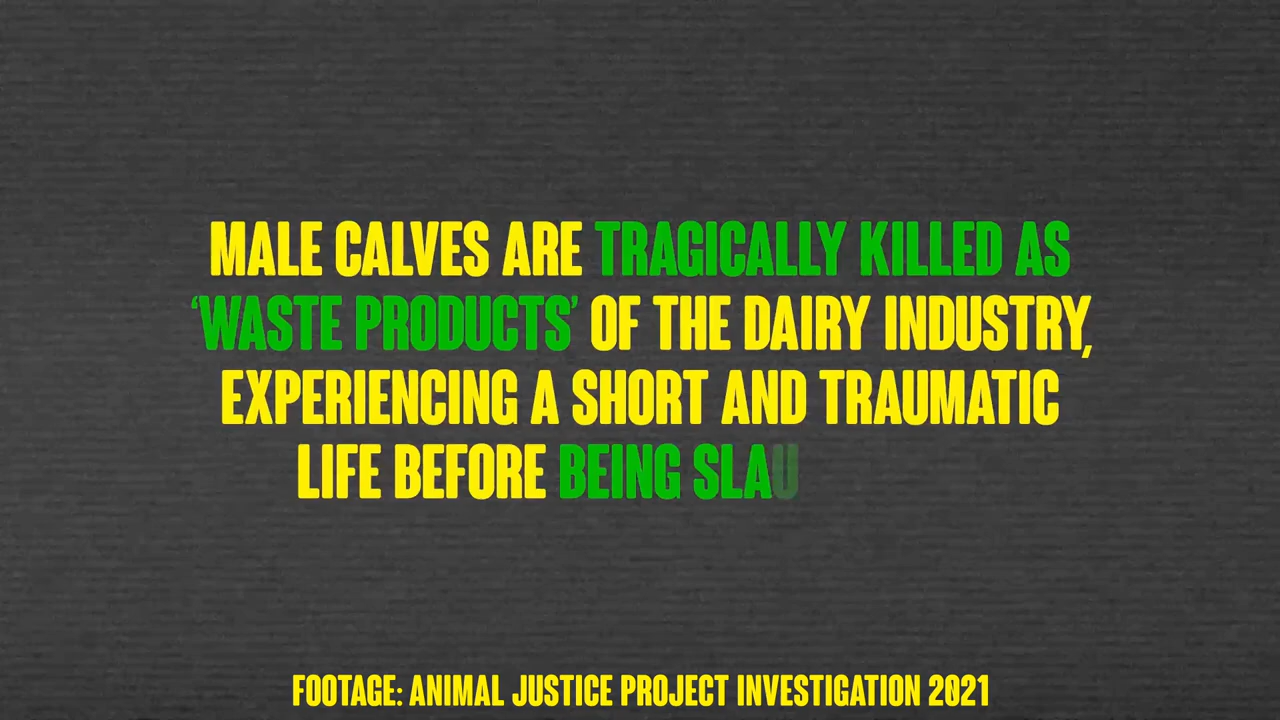 MALE CALVES ARE TRAGICALLY KILLED AS
‘WASTE PRODUCTS’ OF THE DAIRY INDUSTRY,
EXPERIENCING A SHORT AND TRAUMATIC
LIFE BEFORE BEING SLAU
FOOTAGE: ANIMAL JUSTICE PROJECT INVESTIGATION 2021